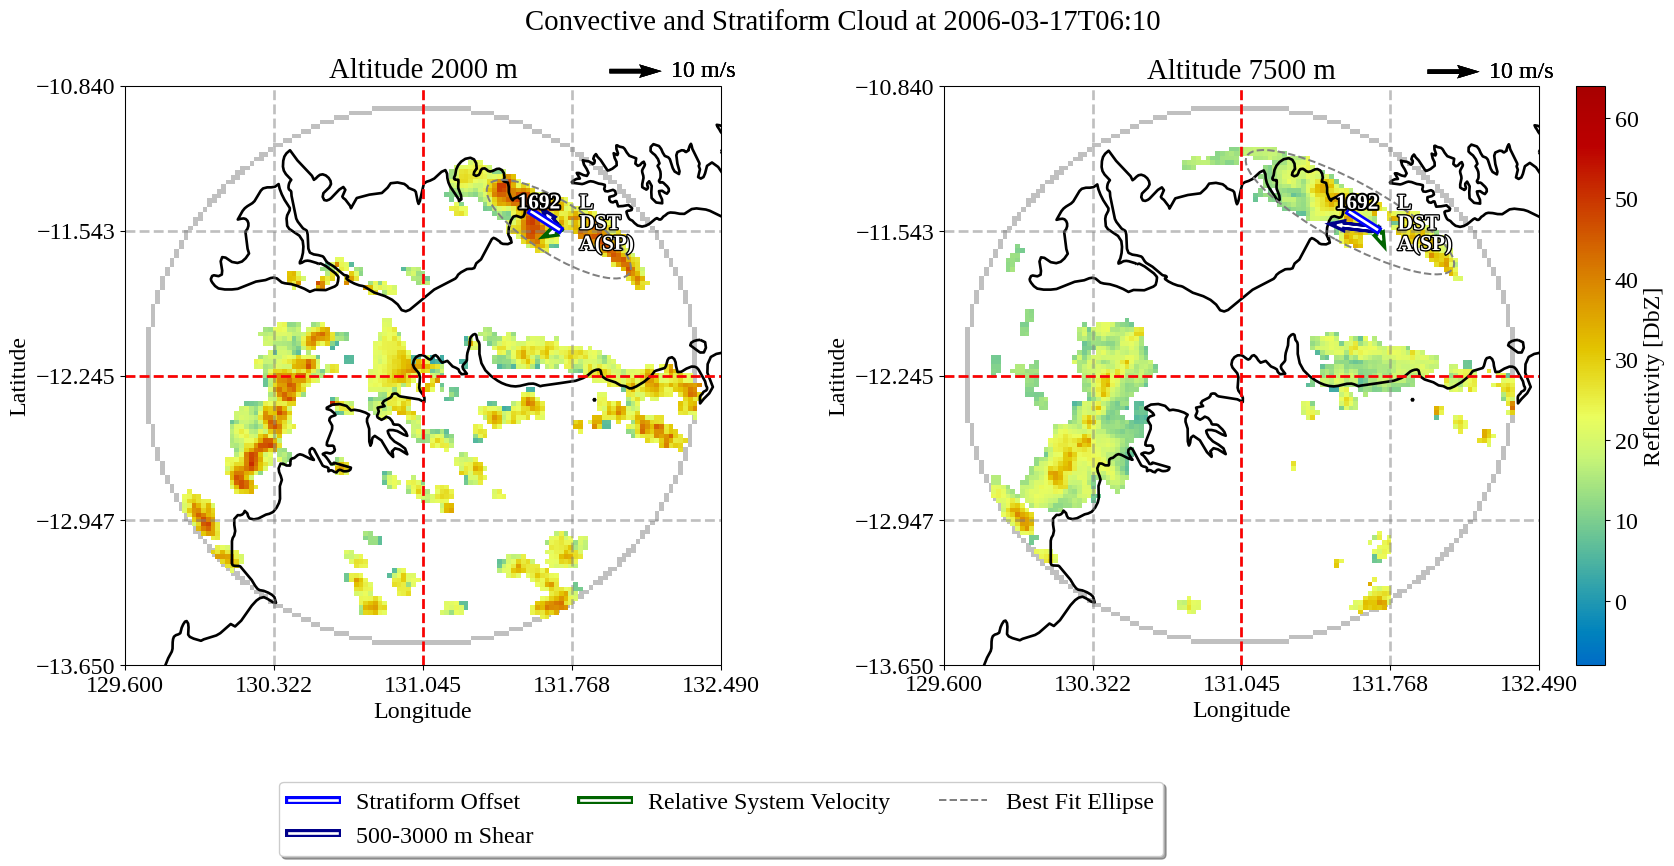 Convective and Stratiform Cloud at 2006-03-17T06:10
Altitude 2000 m
10 m/s
−10.840
−11.543
−12.245
−12.947
−13.650
129.600
130.322
131.045
131.768
132.490
Latitude
Longitude
1692
L
DST
A(SP)
Altitude 7500 m
10 m/s
−10.840
−11.543
−12.245
−12.947
−13.650
129.600
130.322
131.045
131.768
132.490
Latitude
Longitude
1692
L
DST
A(SP)
60
50
40
30
20
10
0
Reflectivity [DbZ]
Stratiform Offset
500-3000 m Shear
Relative System Velocity
Best Fit Ellipse